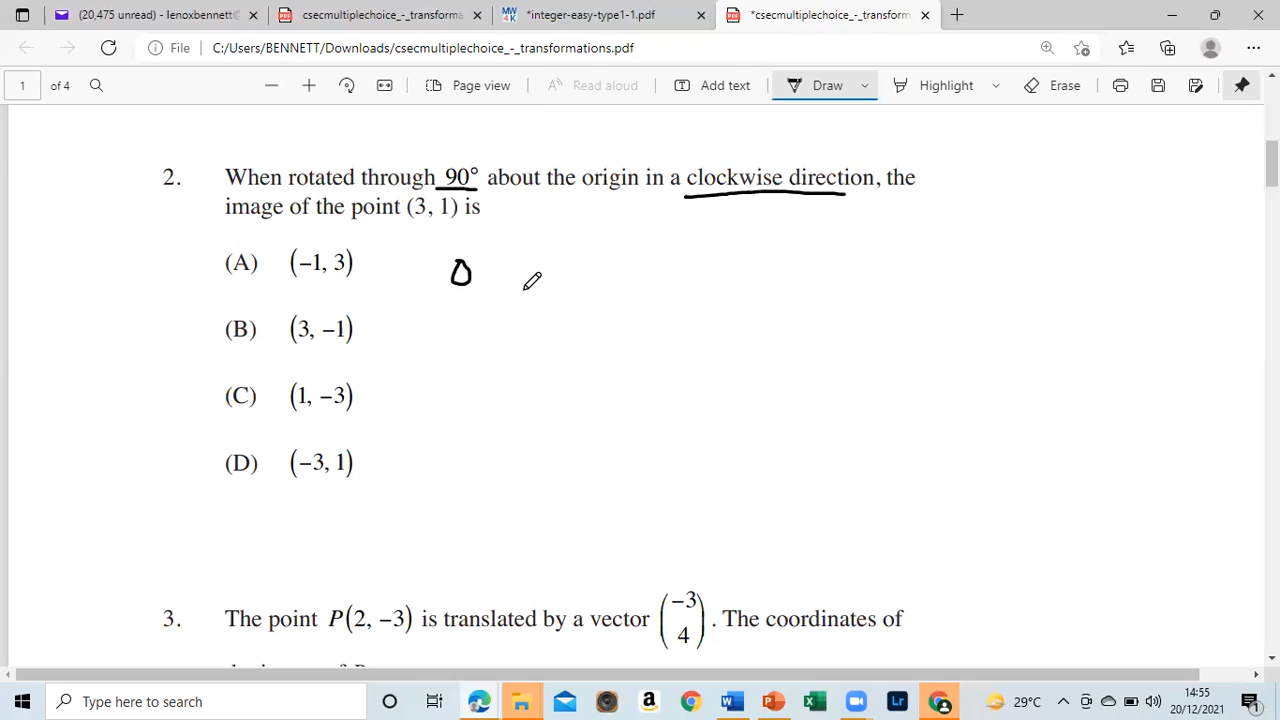 (20,475 unread) - lenoxbennett@
csecmultiplechoice_-_transforma
*integer-easy-type1-1.pdf
*csecmultiplechoice_-_transform
File
C:/Users/BENNETT/Downloads/csecmultiplechoice_-_transformations.pdf
1 of 4
Page view
Read aloud
Add text
Draw
Highlight
Erase
2. When rotated through 90° about the origin in a clockwise direction, the
image of the point (3, 1) is
(A) (−1, 3)
0
(B) (3, −1)
(C) (1, −3)
(D) (−3, 1)
3. The point P(2, −3) is translated by a vector (−3
4). The coordinates of
Type here to search
29°C
14:55
20/12/2021
1